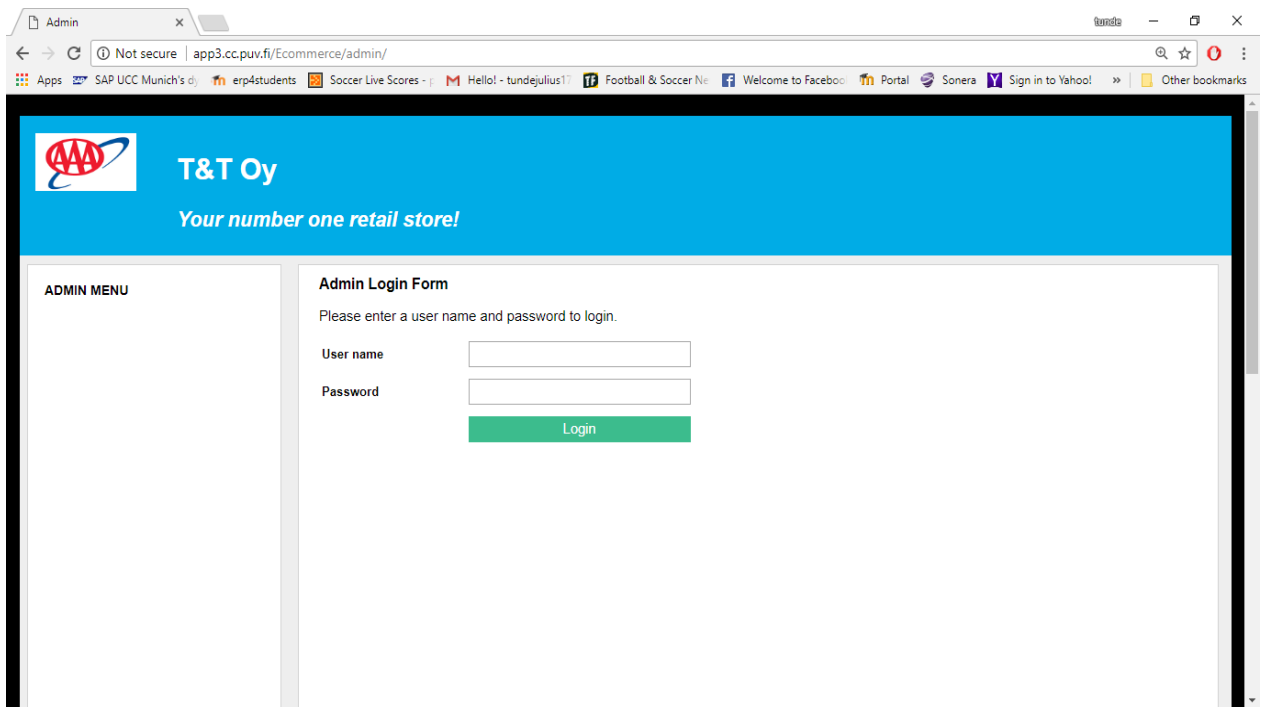 Admin
tunde
Not secure | app3.cc.puv.fi/Ecommerce/admin/
Apps SAP UCC Munich's dy erp4students Soccer Live Scores - Hello! - tundejulius17 Football & Soccer Ne Welcome to Faceboo Portal Sonera Sign in to Yahoo! » Other bookmarks
AAA
T&T Oy
Your number one retail store!
ADMIN MENU
Admin Login Form
Please enter a user name and password to login.
User name
Password
Login